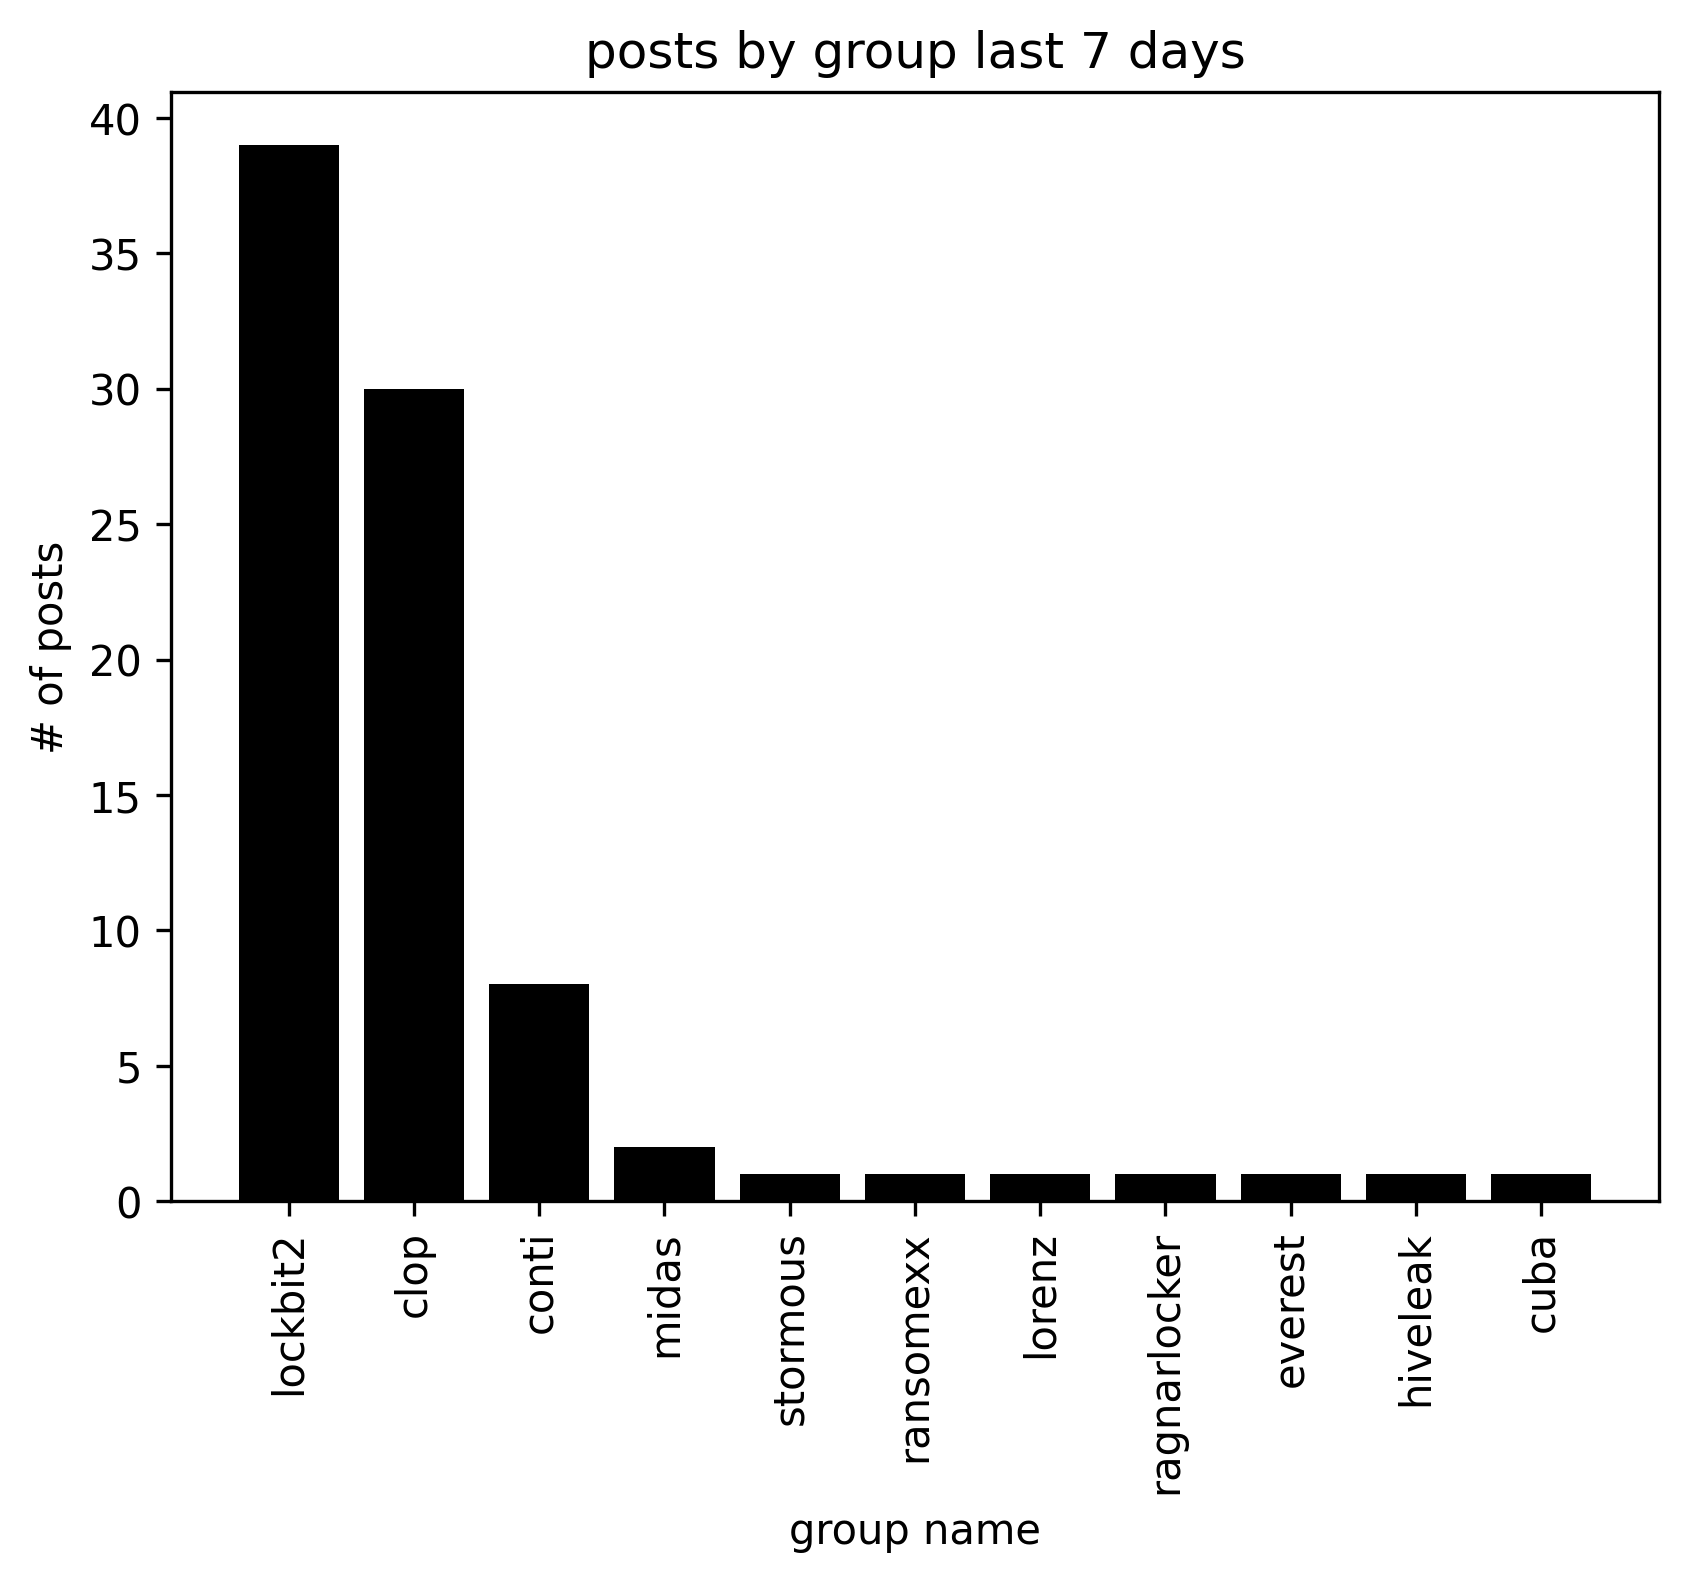 posts by group last 7 days
# of posts
40
35
30
25
20
15
10
5
0
lockbit2
clop
conti
midas
stormous
ransomexx
lorenz
ragnarlocker
everest
hiveleak
cuba
group name